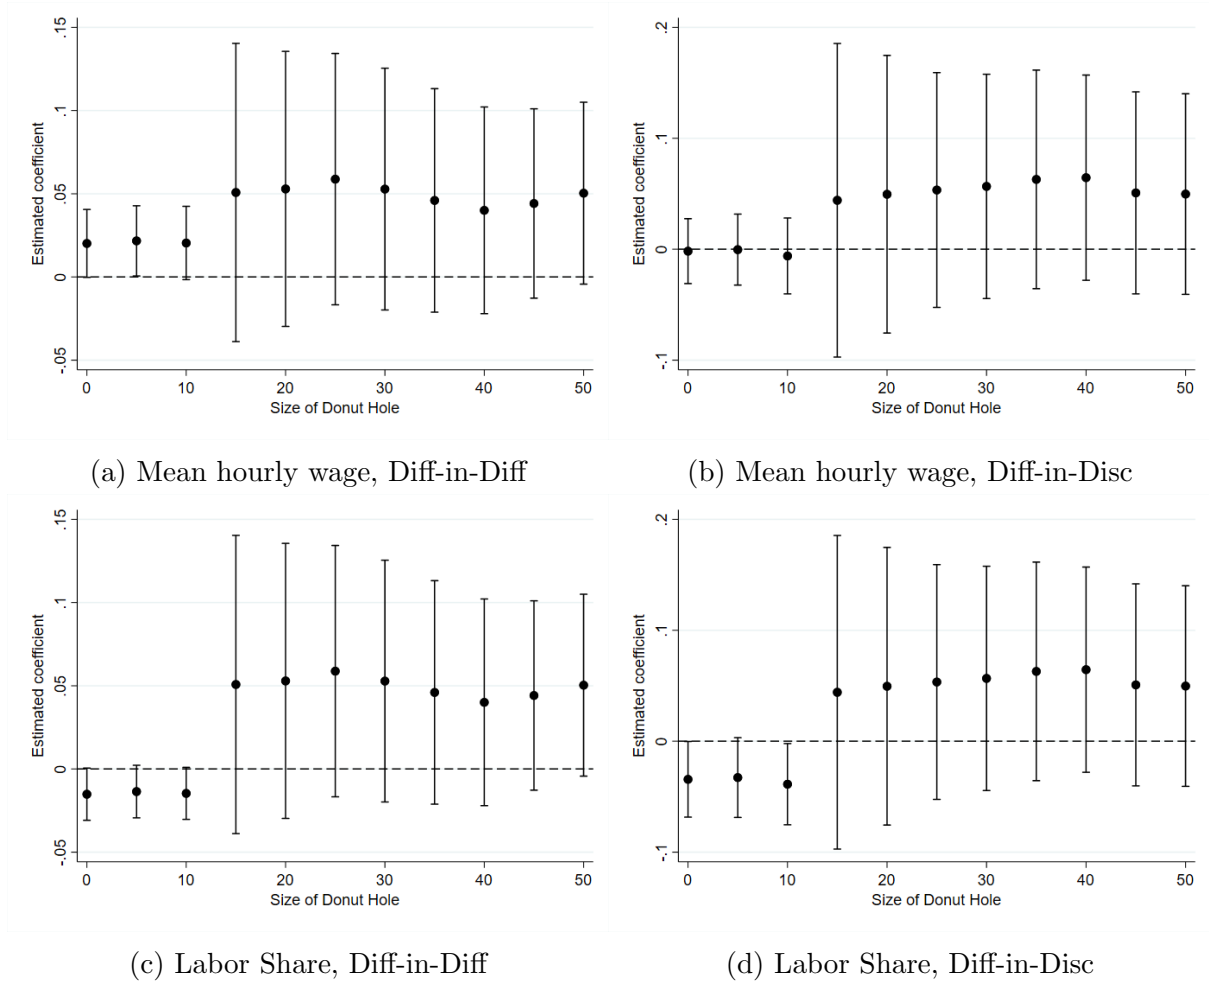 .15
.1
.05
0
-.05
Estimated coefficient
0 10 20 30 40 50
Size of Donut Hole
(a) Mean hourly wage, Diff-in-Diff
.2
.1
0
-.1
Estimated coefficient
0 10 20 30 40 50
Size of Donut Hole
(b) Mean hourly wage, Diff-in-Disc
.15
.1
.05
0
-.05
Estimated coefficient
0 10 20 30 40 50
Size of Donut Hole
(c) Labor Share, Diff-in-Diff
.2
.1
0
-.1
Estimated coefficient
0 10 20 30 40 50
Size of Donut Hole
(d) Labor Share, Diff-in-Disc